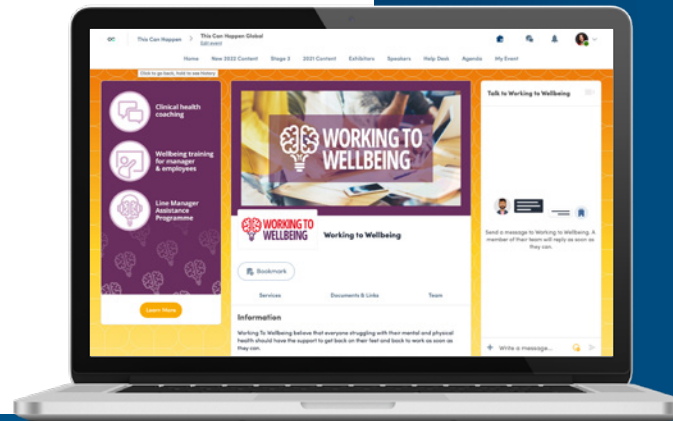 This Can Happen > This Can Happen Global
Edit event
Home New 2022 Content Stage 2 2021 Content Exhibitors Speakers Help Desk Agenda My Event
Click to go back, hold to see history
Clinical health
coaching
Wellbeing training
for manager
& employees
Line Manager
Assistance
Programme
Learn More
WORKING TO
WELLBEING
WORKING TO
WELLBEING
Working to Wellbeing
Bookmark
Services Documents & Links Team
Information
Working To Wellbeing believe that everyone struggling with their mental and physical
health should have the support to get back on their feet and back to work as soon as
they can.
Talk to Working to Wellbeing
Send a message to Working to Wellbeing. A
member of their team will reply as soon as
they can.
+ Write a message...